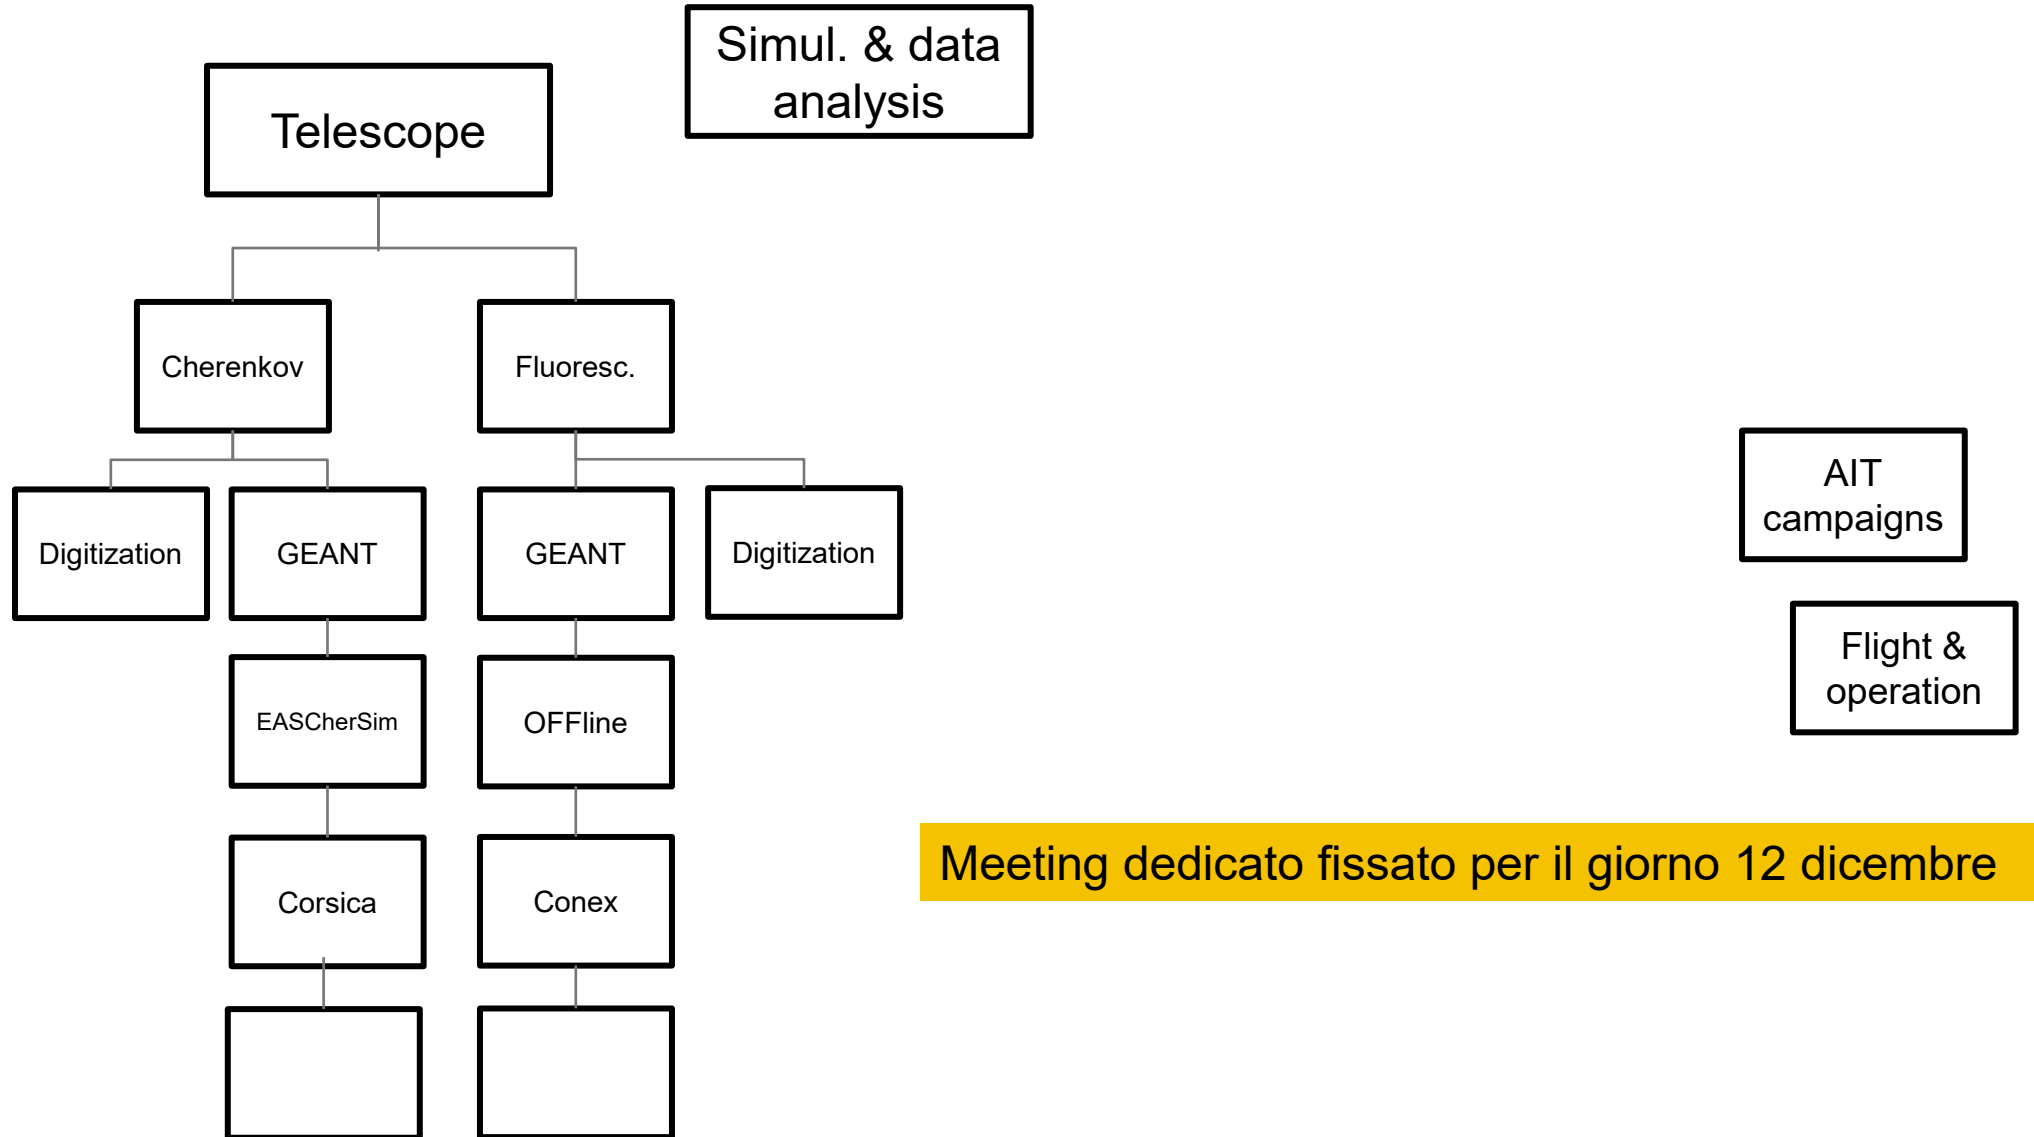 Simul. & data
analysis
Telescope
Cherenkov
Fluoresc.
Digitization
GEANT
GEANT
Digitization
AIT
campaigns
EASCherSim
OFFline
Flight &
operation
Corsica
Conex
Meeting dedicato fissato per il giorno 12 dicembre